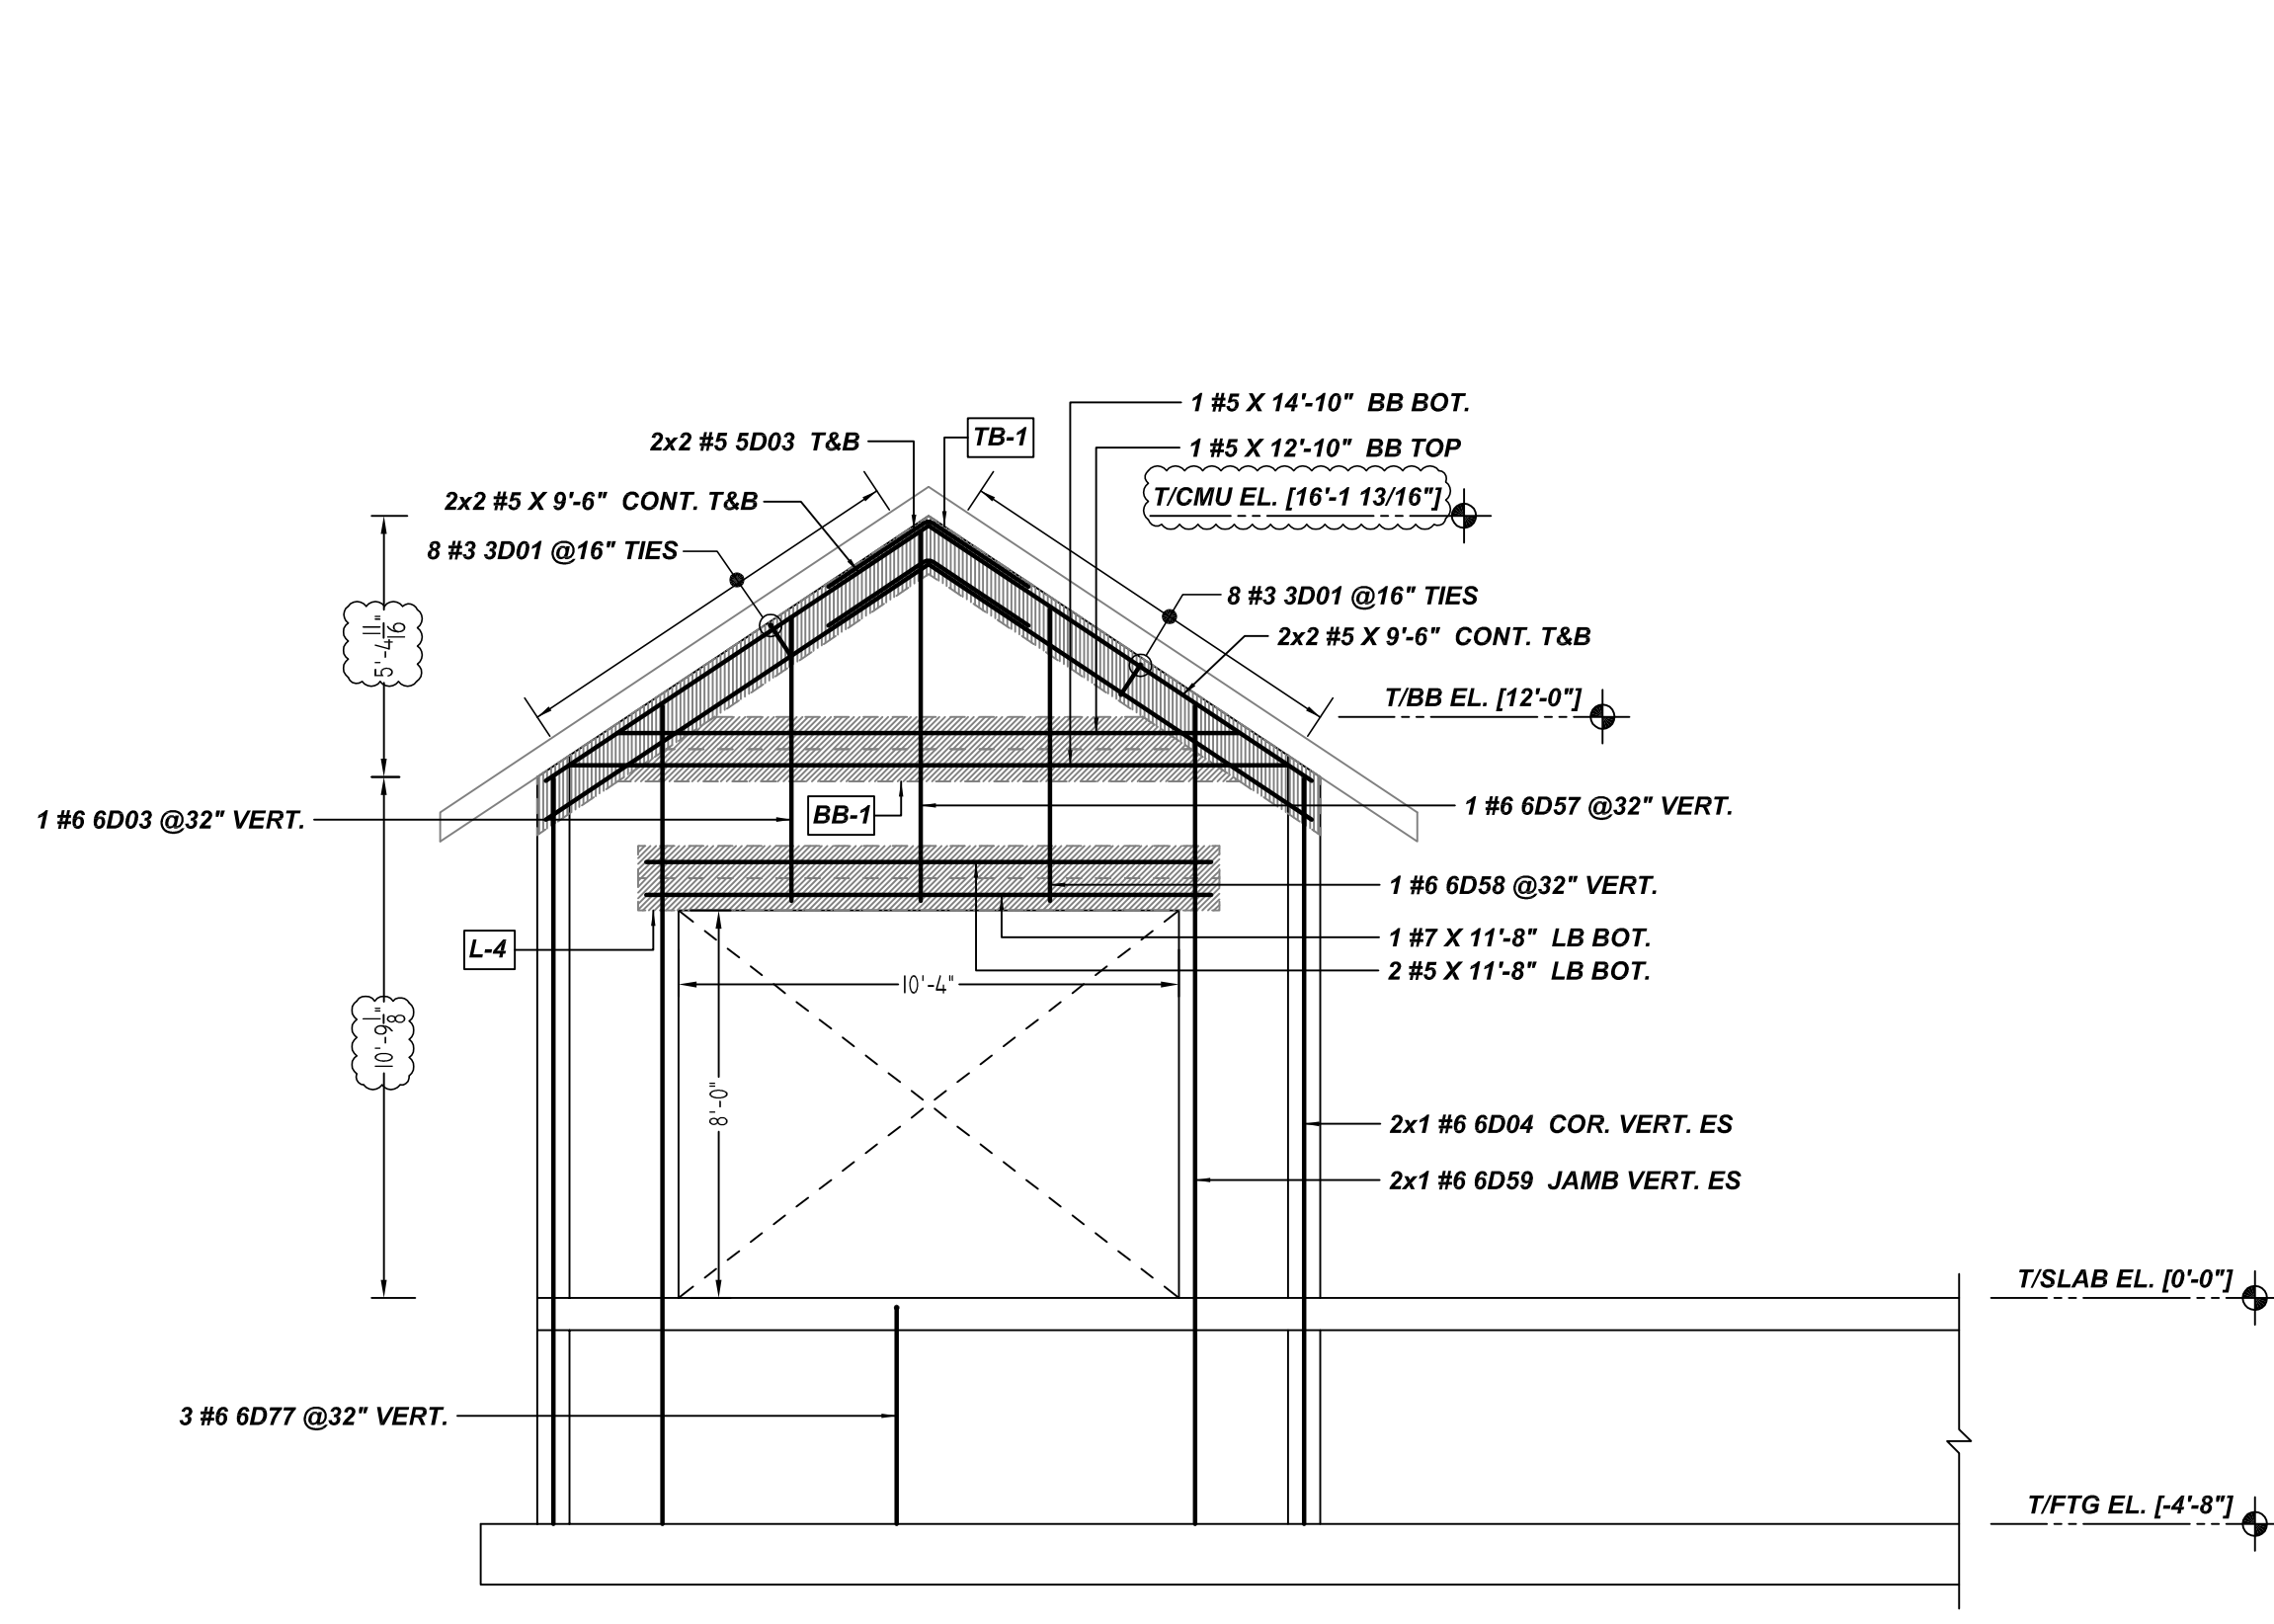 1 #5 X 14'-10" BB BOT.
2x2 #5 5D03 T&B
TB-1
1 #5 X 12'-10" BB TOP
2x2 #5 X 9'-6" CONT. T&B
T/CMU EL. [16'-1 13/16"]
8 #3 3D01 @16" TIES
8 #3 3D01 @16" TIES
2x2 #5 X 9'-6" CONT. T&B
5'-4 11/16"
T/BB EL. [12'-0"]
1 #6 6D03 @32" VERT.
BB-1
1 #6 6D57 @32" VERT.
1 #6 6D58 @32" VERT.
L-4
1 #7 X 11'-8" LB BOT.
2 #5 X 11'-8" LB BOT.
10'-4"
10'-9 1/8"
8'-0"
2x1 #6 6D04 COR. VERT. ES
2x1 #6 6D59 JAMB VERT. ES
T/SLAB EL. [0'-0"]
3 #6 6D77 @32" VERT.
T/FTG EL. [-4'-8"]